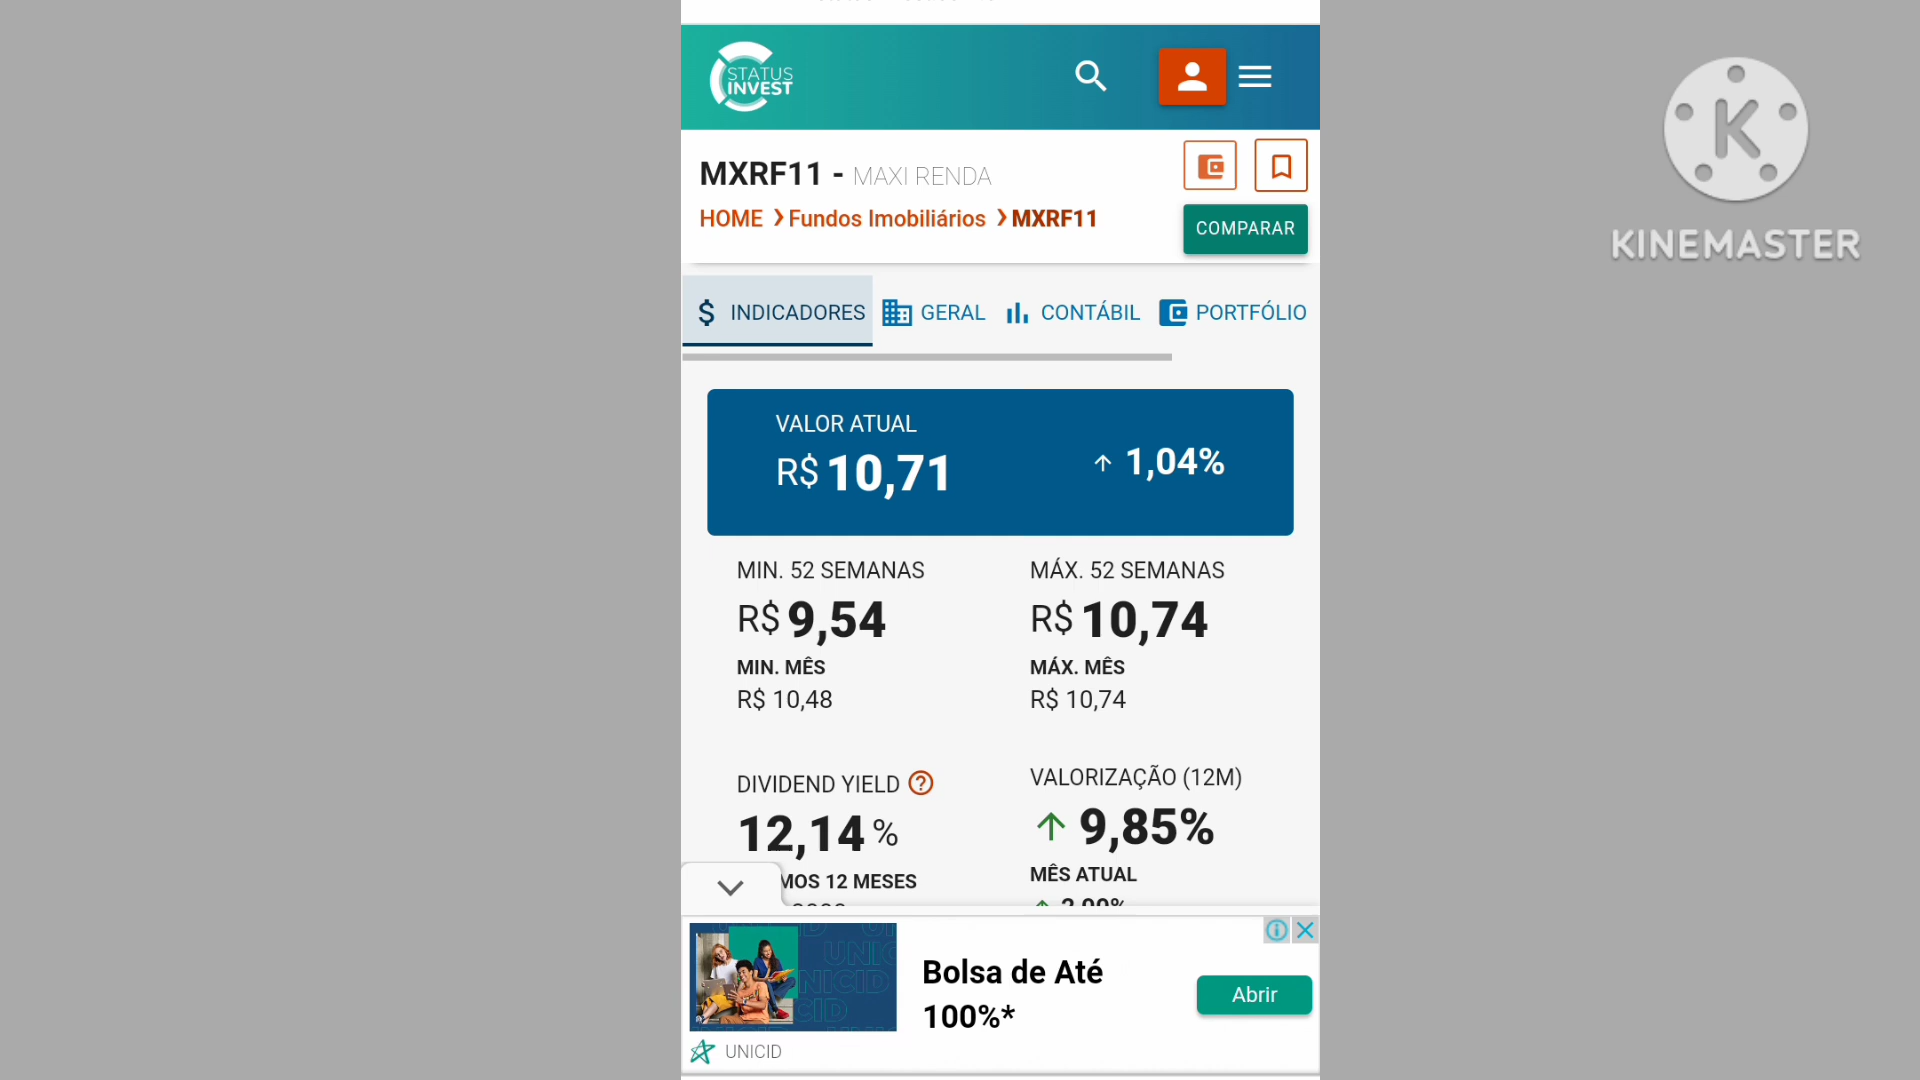 STATUS
INVEST
MXRF11 - MAXI RENDA
HOME › Fundos Imobiliários › MXRF11
COMPARAR
INDICADORES GERAL CONTÁBIL PORTFÓLIO
VALOR ATUAL
R$ 10,71
1,04%
MIN. 52 SEMANAS
R$ 9,54
MIN. MÊS
R$ 10,48
MÁX. 52 SEMANAS
R$ 10,74
MÁX. MÊS
R$ 10,74
DIVIDEND YIELD ?
12,14 %
MOS 12 MESES
VALORIZAÇÃO (12M)
9,85%
MÊS ATUAL
Bolsa de Até
100%*
Abrir
UNICID
K
KINEMASTER